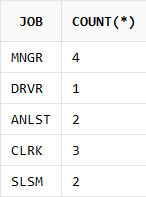 JOB COUNT(*)
MNGR 4
DRVR 1
ANLST 2
CLRK 3
SLSM 2